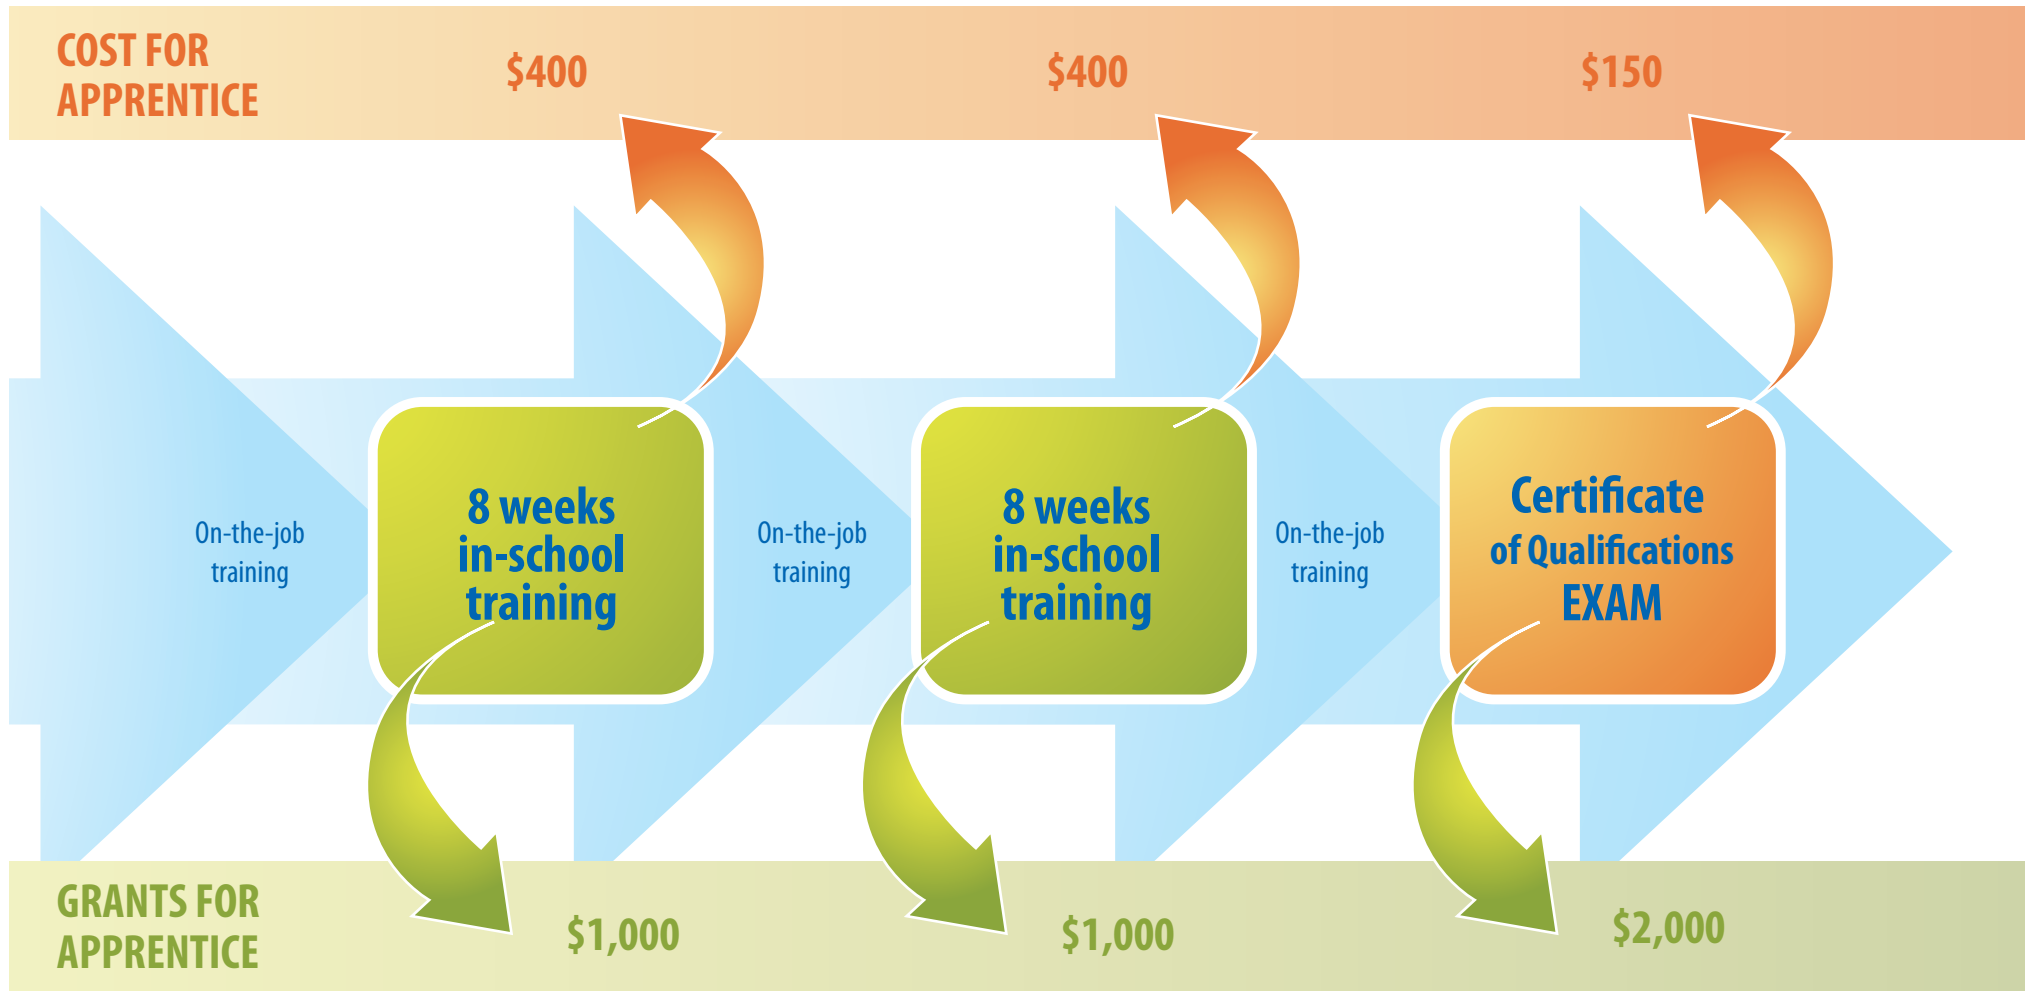 COST FOR
APPRENTICE
$400
$400
$150
On-the-job
training
8 weeks
in-school
training
On-the-job
training
8 weeks
in-school
training
On-the-job
training
Certificate
of Qualifications
EXAM
GRANTS FOR
APPRENTICE
$1,000
$1,000
$2,000